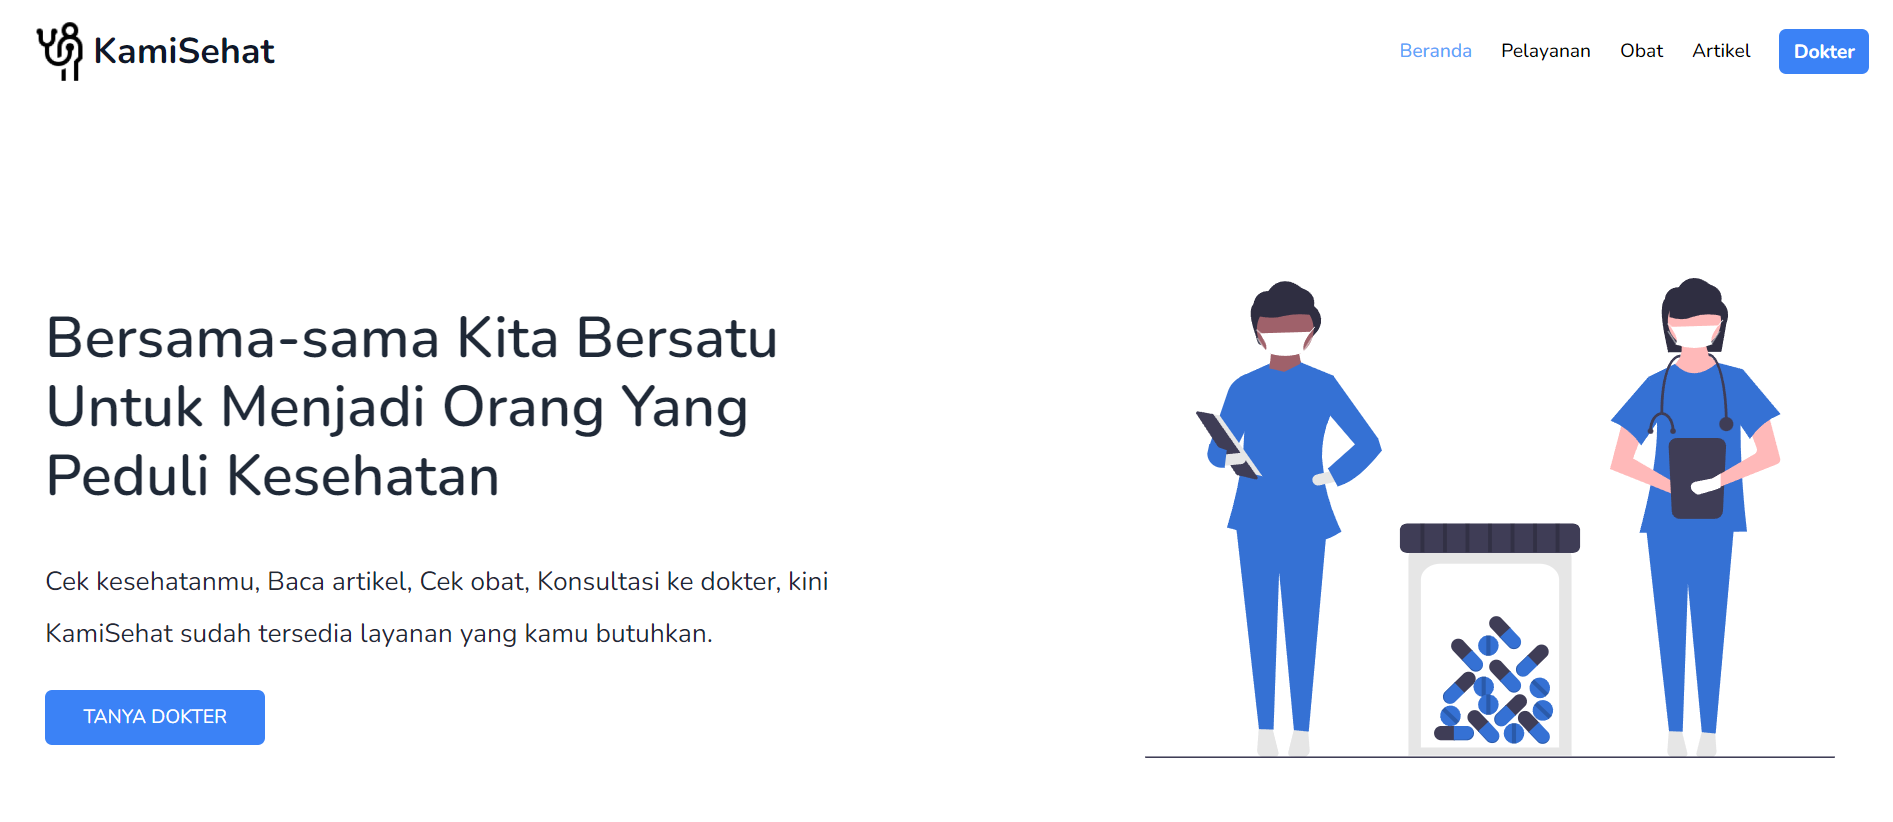 KamiSehat
Beranda Pelayanan Obat Artikel Dokter
Bersama-sama Kita Bersatu
Untuk Menjadi Orang Yang
Peduli Kesehatan
Cek kesehatanmu, Baca artikel, Cek obat, Konsultasi ke dokter, kini
KamiSehat sudah tersedia layanan yang kamu butuhkan.
TANYA DOKTER